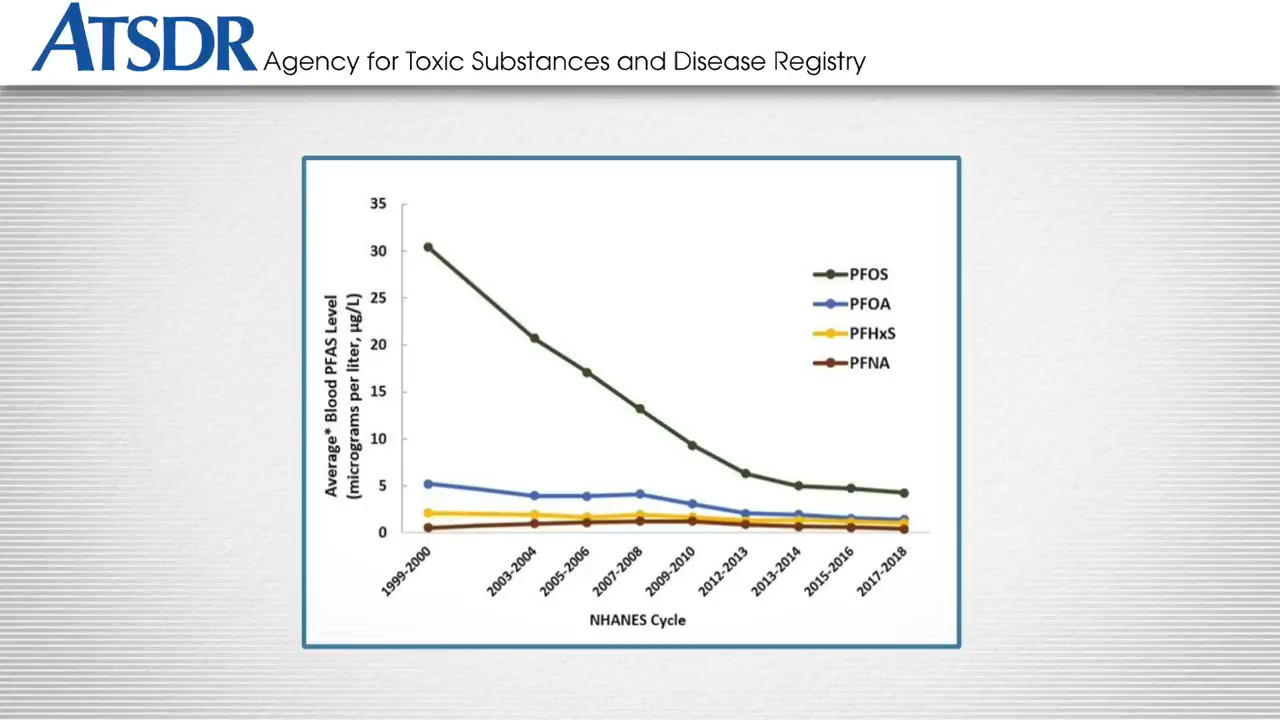 ATSDR Agency for Toxic Substances and Disease Registry
35
30
25
20
15
10
5
0
Average* Blood PFAS Level
(micrograms per liter, µg/L)
PFOS
PFOA
PFHxS
PFNA
1999-2000
2003-2004
2005-2006
2007-2008
2009-2010
2012-2013
2013-2014
2015-2016
2017-2018
NHANES Cycle